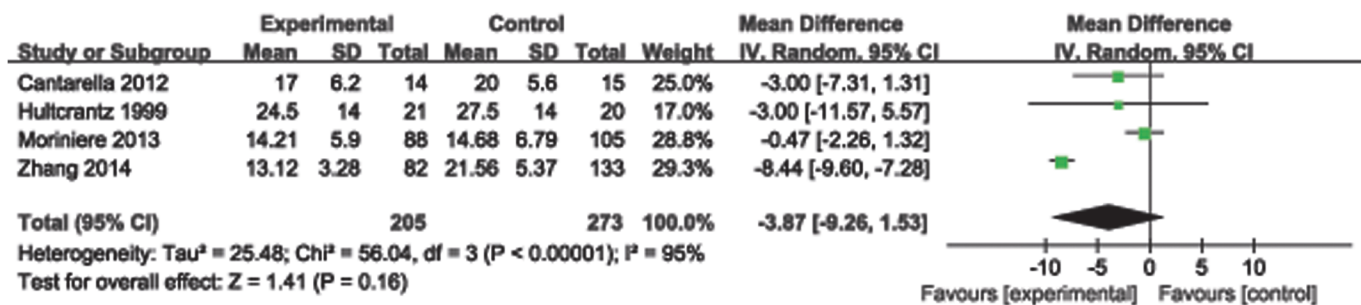 Experimental Control Mean Difference Mean Difference
Study or Subgroup Mean SD Total Mean SD Total Weight IV, Random, 95% CI IV, Random, 95% CI
Cantarella 2012 17 6.2 14 20 5.6 15 25.0% -3.00 [-7.31, 1.31]
Hultcrantz 1999 24.5 14 21 27.5 14 20 17.0% -3.00 [-11.57, 5.57]
Moriniere 2013 14.21 5.9 88 14.68 6.79 105 28.8% -0.47 [-2.26, 1.32]
Zhang 2014 13.12 3.28 82 21.56 5.37 133 29.3% -8.44 [-9.60, -7.28]
Total (95% CI) 205 273 100.0% -3.87 [-9.26, 1.53]
Heterogeneity: Tau² = 25.48; Chi² = 56.04, df = 3 (P < 0.00001); I² = 95%
Test for overall effect: Z = 1.41 (P = 0.16)
-10 -5 0 5 10
Favours [experimental] Favours [control]